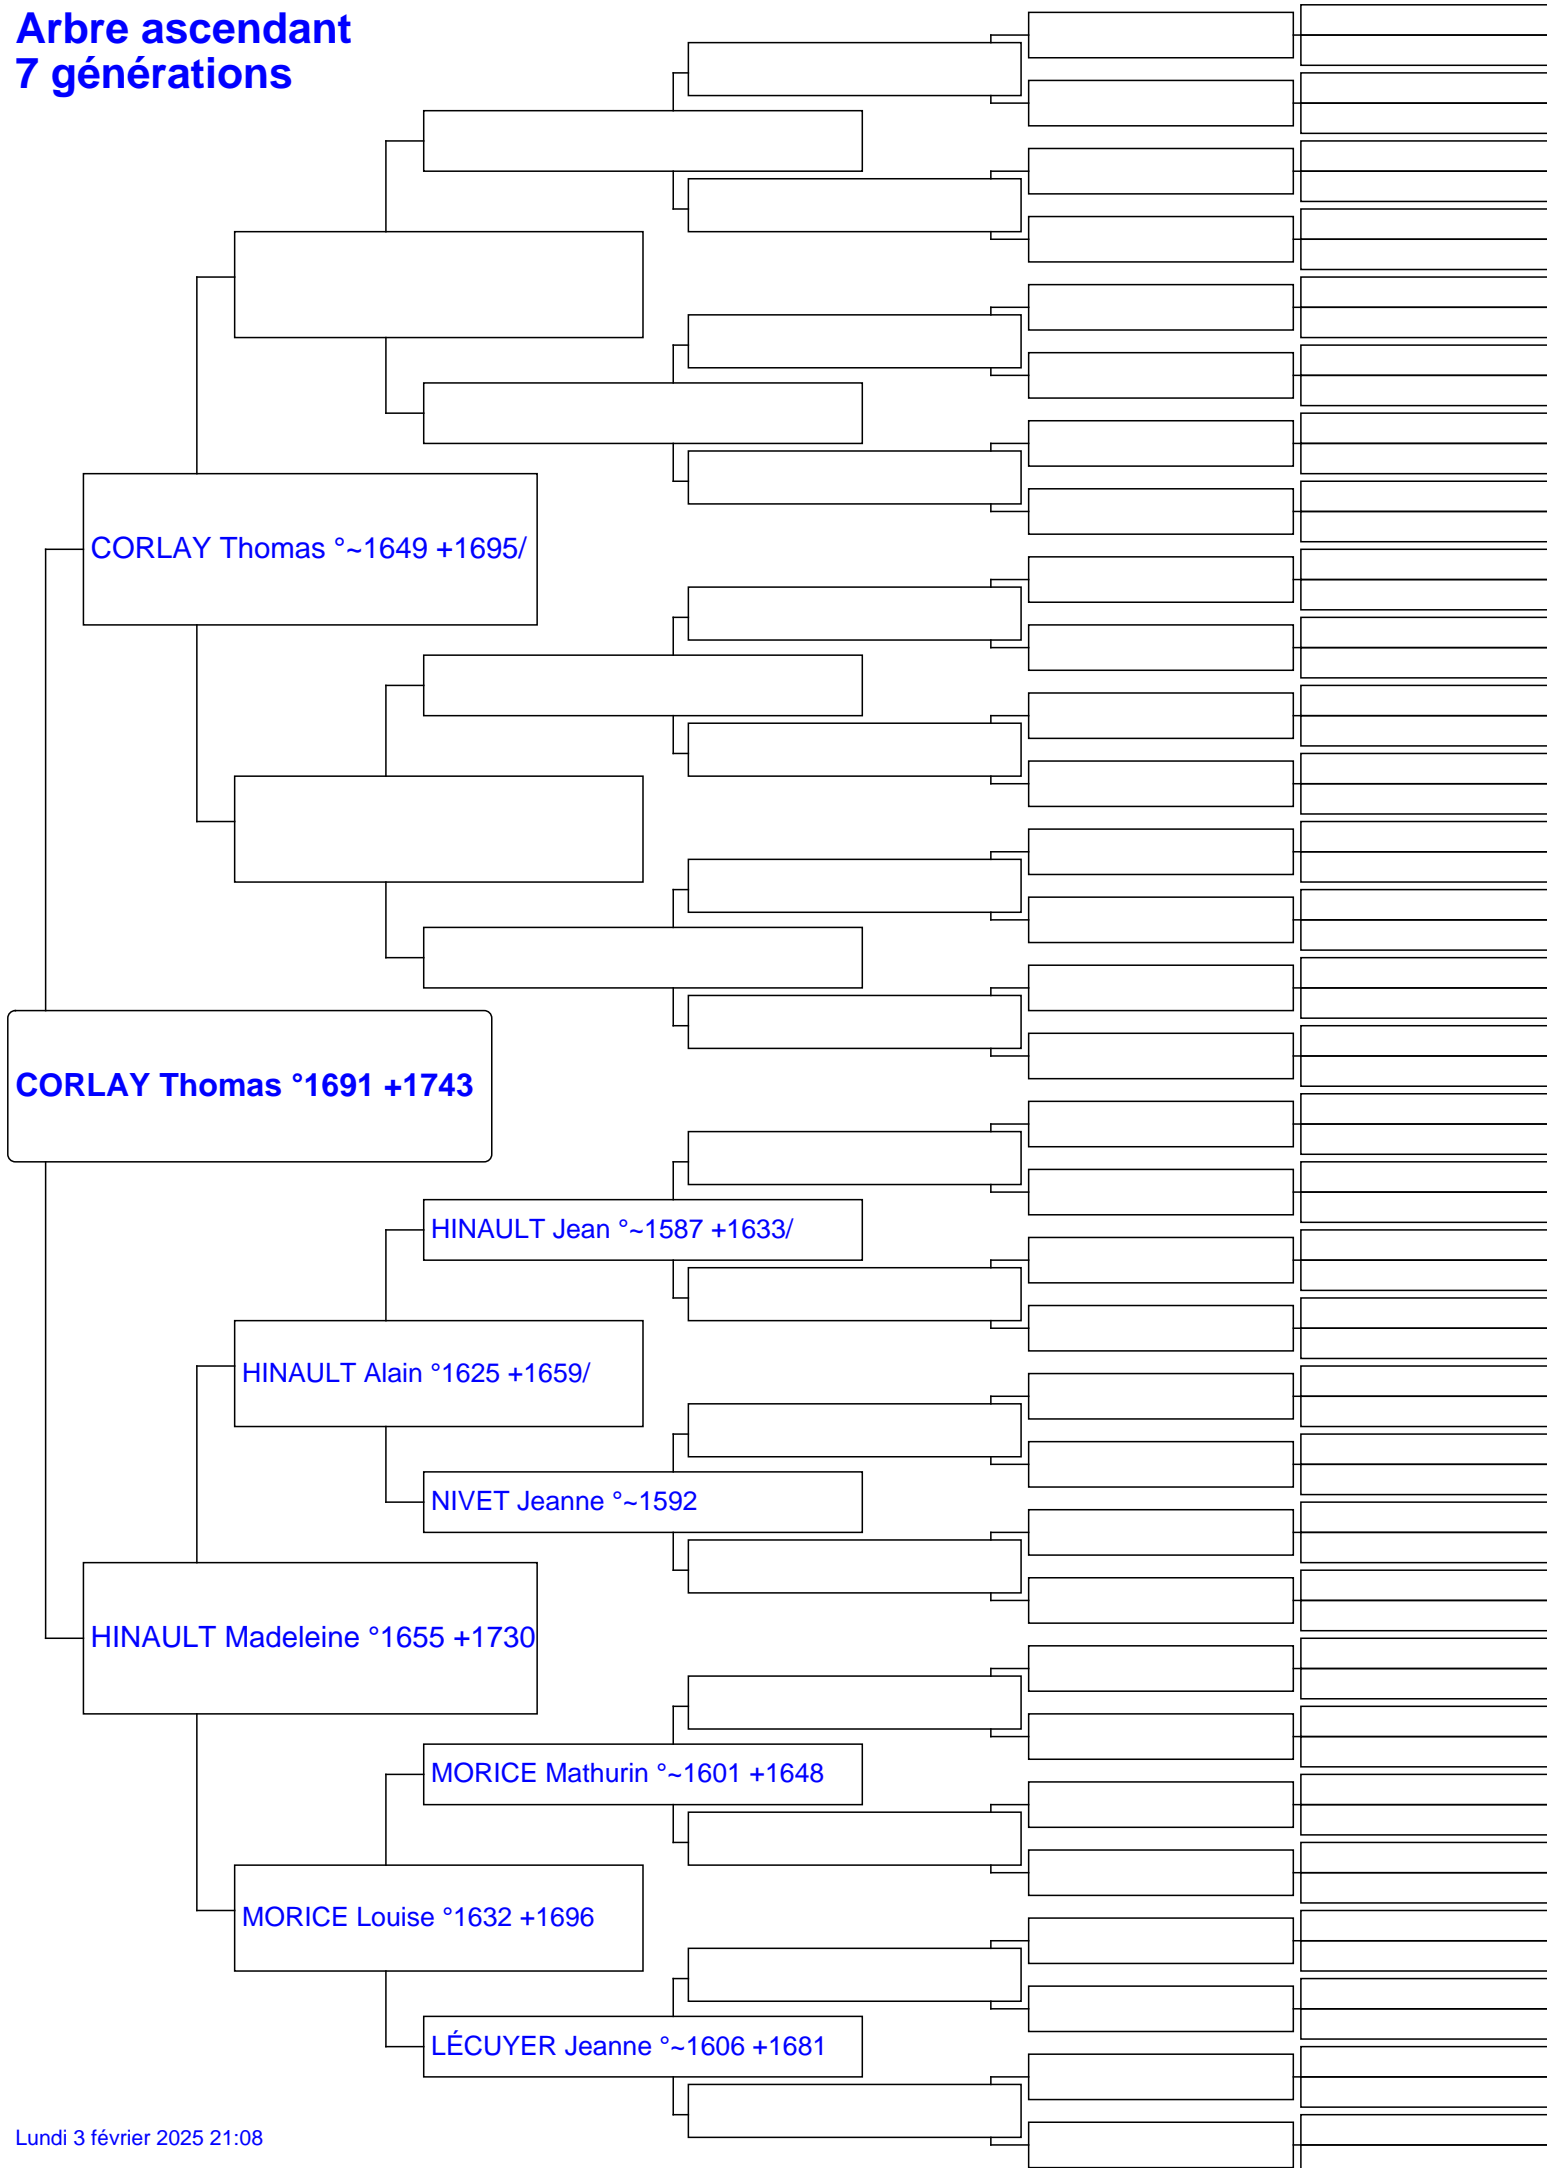 Arbre ascendant
7 générations
CORLAY Thomas °~1649 +1695/
CORLAY Thomas °1691 +1743
HINAULT Jean °~1587 +1633/
HINAULT Alain °1625 +1659/
NIVET Jeanne °~1592
HINAULT Madeleine °1655 +1730
MORICE Mathurin °~1601 +1648
MORICE Louise °1632 +1696
LÉCUYER Jeanne °~1606 +1681
Lundi 3 février 2025 21:08